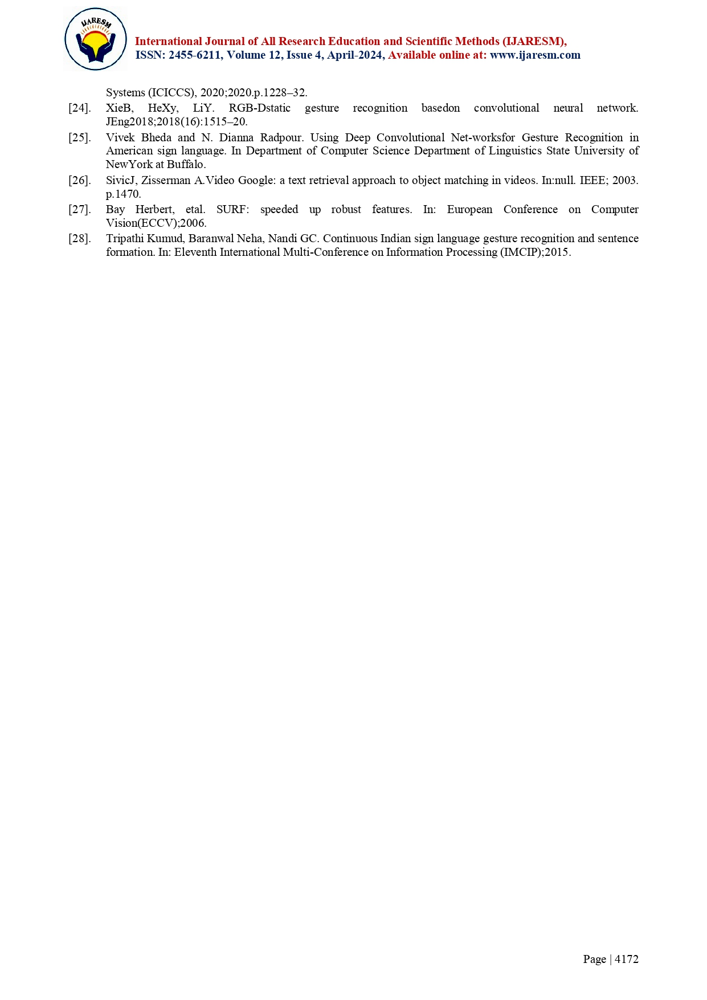 IJARESM
International Journal of All Research Education and Scientific Methods (IJARESM),
ISSN: 2455-6211, Volume 12, Issue 4, April-2024, Available online at: www.ijaresm.com
Systems (ICICCS), 2020;2020.p.1228–32.
[24]. XieB, HeXy, LiY. RGB-Dstatic gesture recognition basedon convolutional neural network.
JEng2018;2018(16):1515–20.
[25]. Vivek Bheda and N. Dianna Radpour. Using Deep Convolutional Net-worksfor Gesture Recognition in
American sign language. In Department of Computer Science Department of Linguistics State University of
NewYork at Buffalo.
[26]. SivicJ, Zisserman A.Video Google: a text retrieval approach to object matching in videos. In:null. IEEE; 2003.
p.1470.
[27]. Bay Herbert, etal. SURF: speeded up robust features. In: European Conference on Computer
Vision(ECCV);2006.
[28]. Tripathi Kumud, Baranwal Neha, Nandi GC. Continuous Indian sign language gesture recognition and sentence
formation. In: Eleventh International Multi-Conference on Information Processing (IMCIP);2015.
Page | 4172